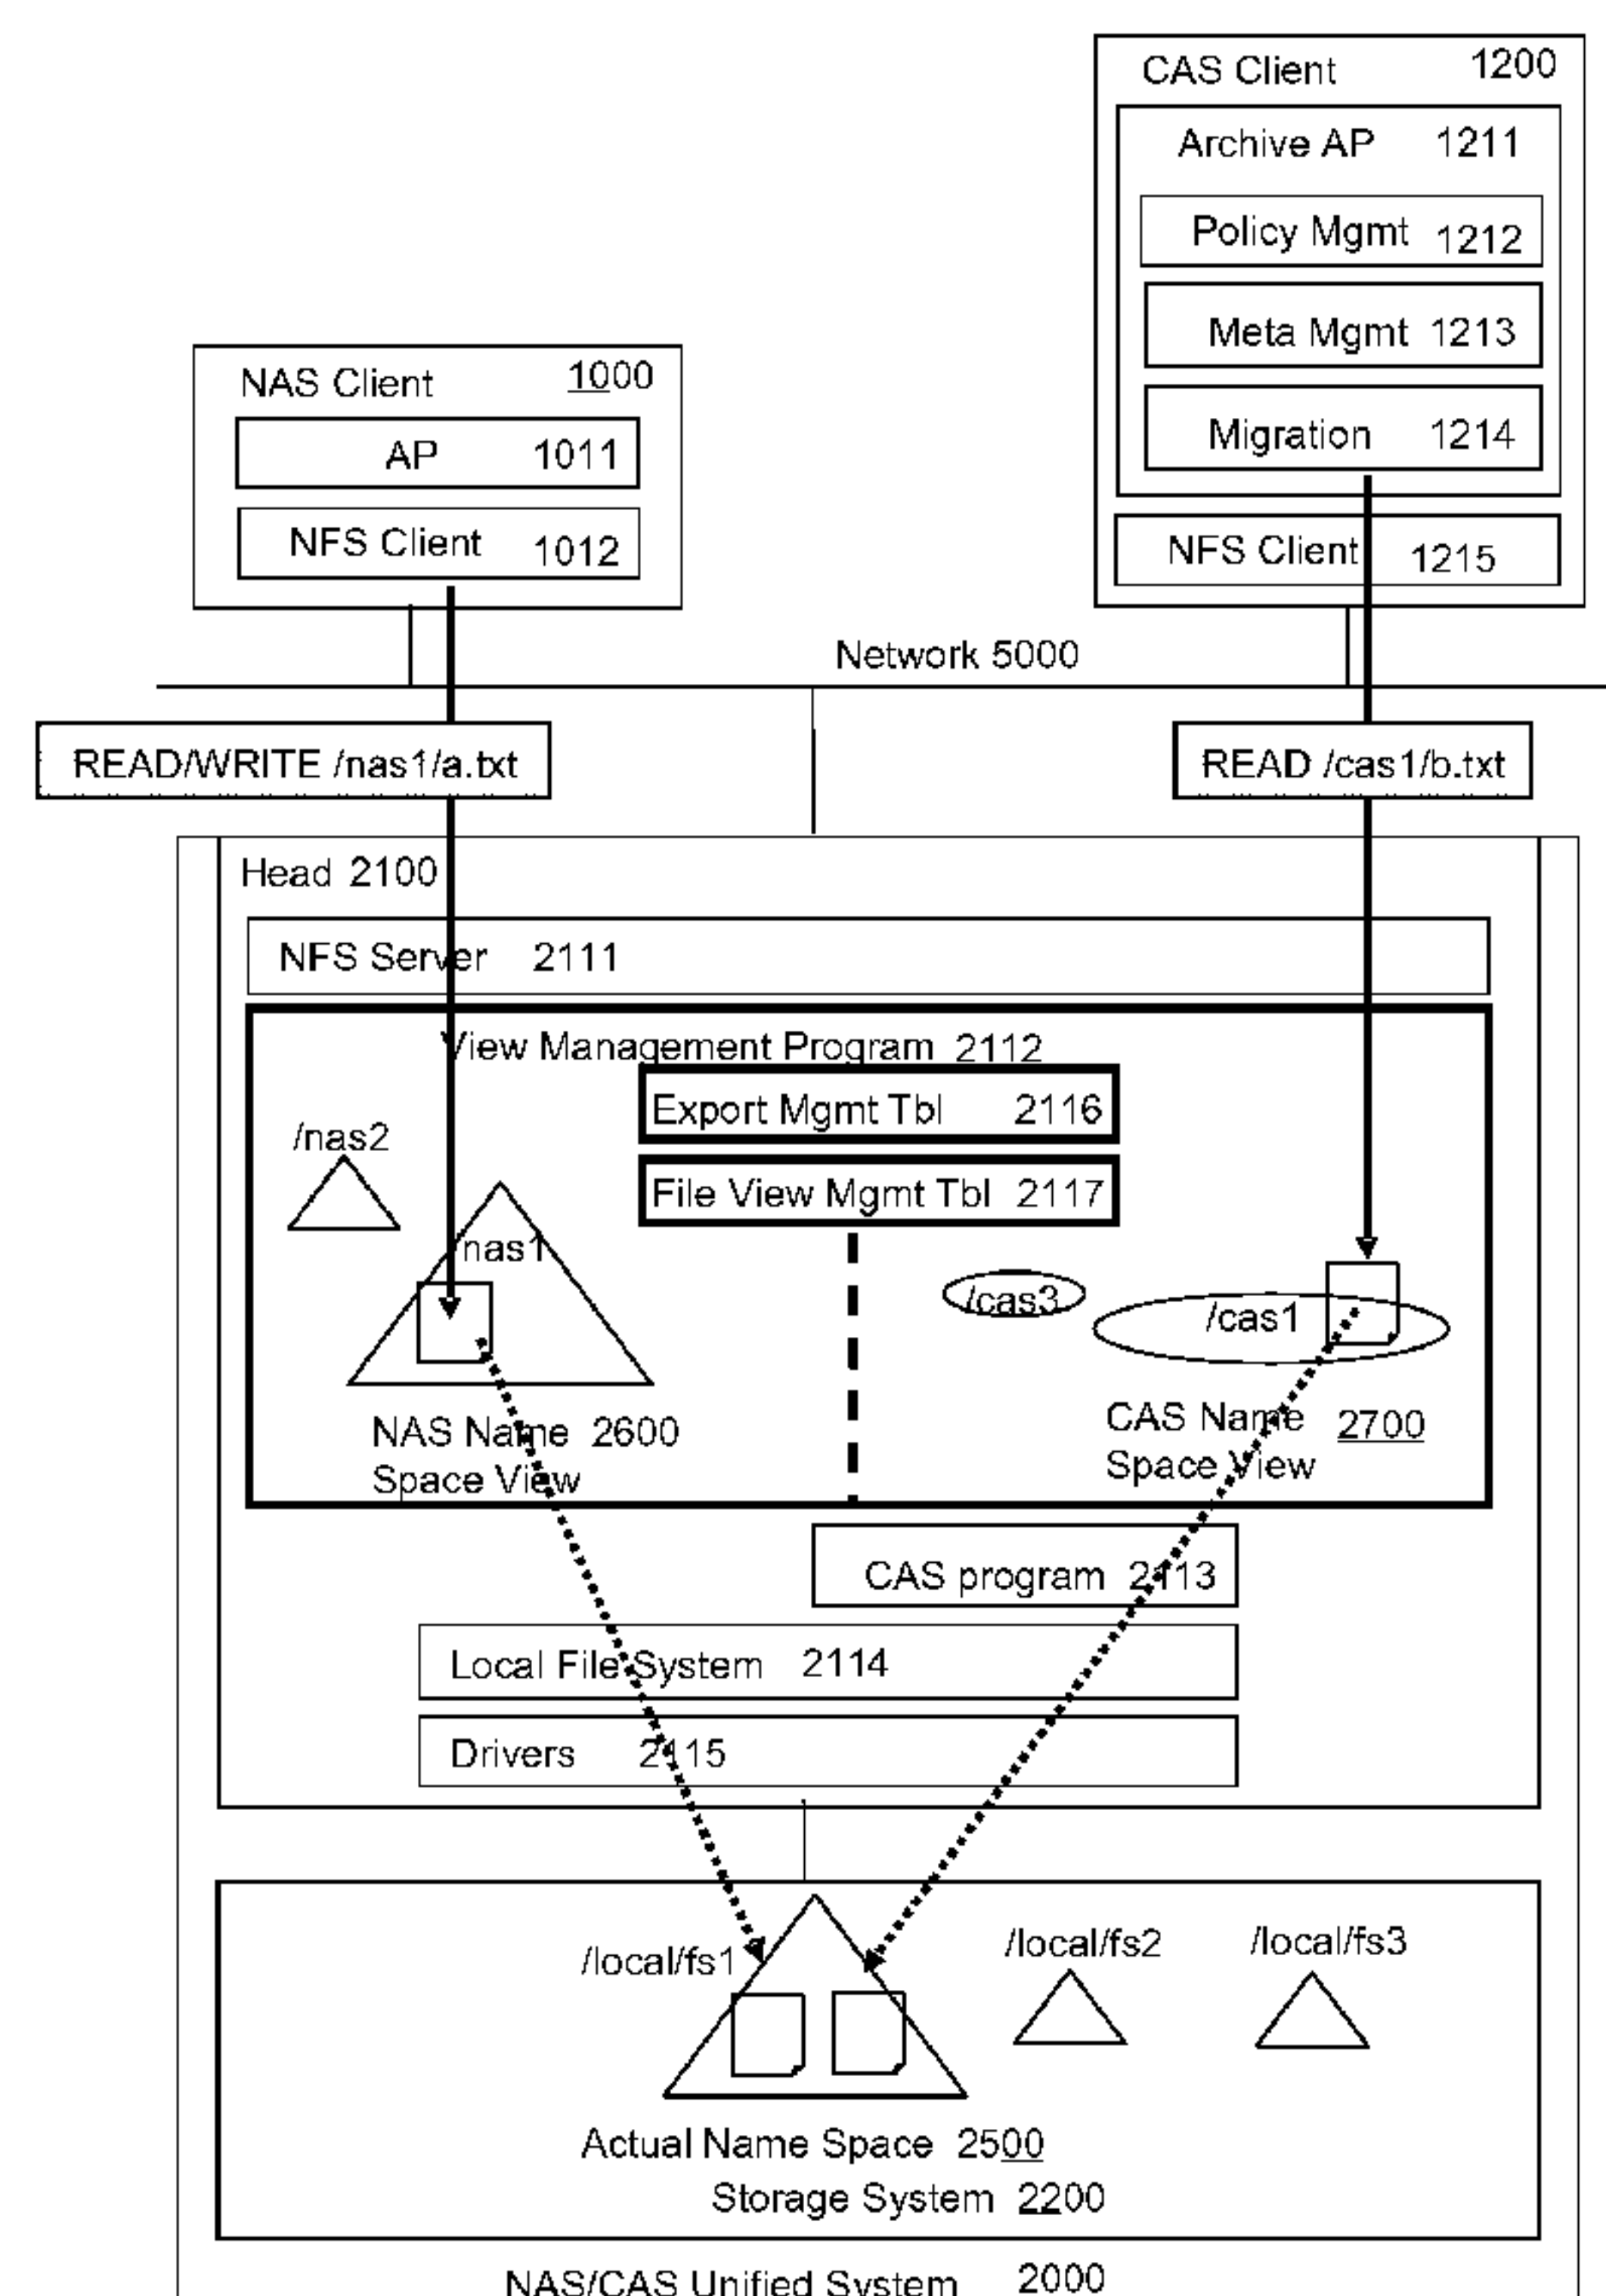 CAS Client 1200
Archive AP 1211
Policy Mgmt 1212
Meta Mgmt 1213
Migration 1214
NFS Client 1215
NAS Client 1000
AP 1011
NFS Client 1012
Network 5000
READ/WRITE /nas1/a.txt
READ /cas1/b.txt
Head 2100
NFS Server 2111
View Management Program 2112
Export Mgmt Tbl 2116
File View Mgmt Tbl 2117
/nas2
/nas1
/cas3
/cas1
NAS Name 2600
Space View
CAS Name 2700
Space View
CAS program 2113
Local File System 2114
Drivers 2115
/local/fs1
/local/fs2
/local/fs3
Actual Name Space 2500
Storage System 2200
NAS/CAS Unified System 2000